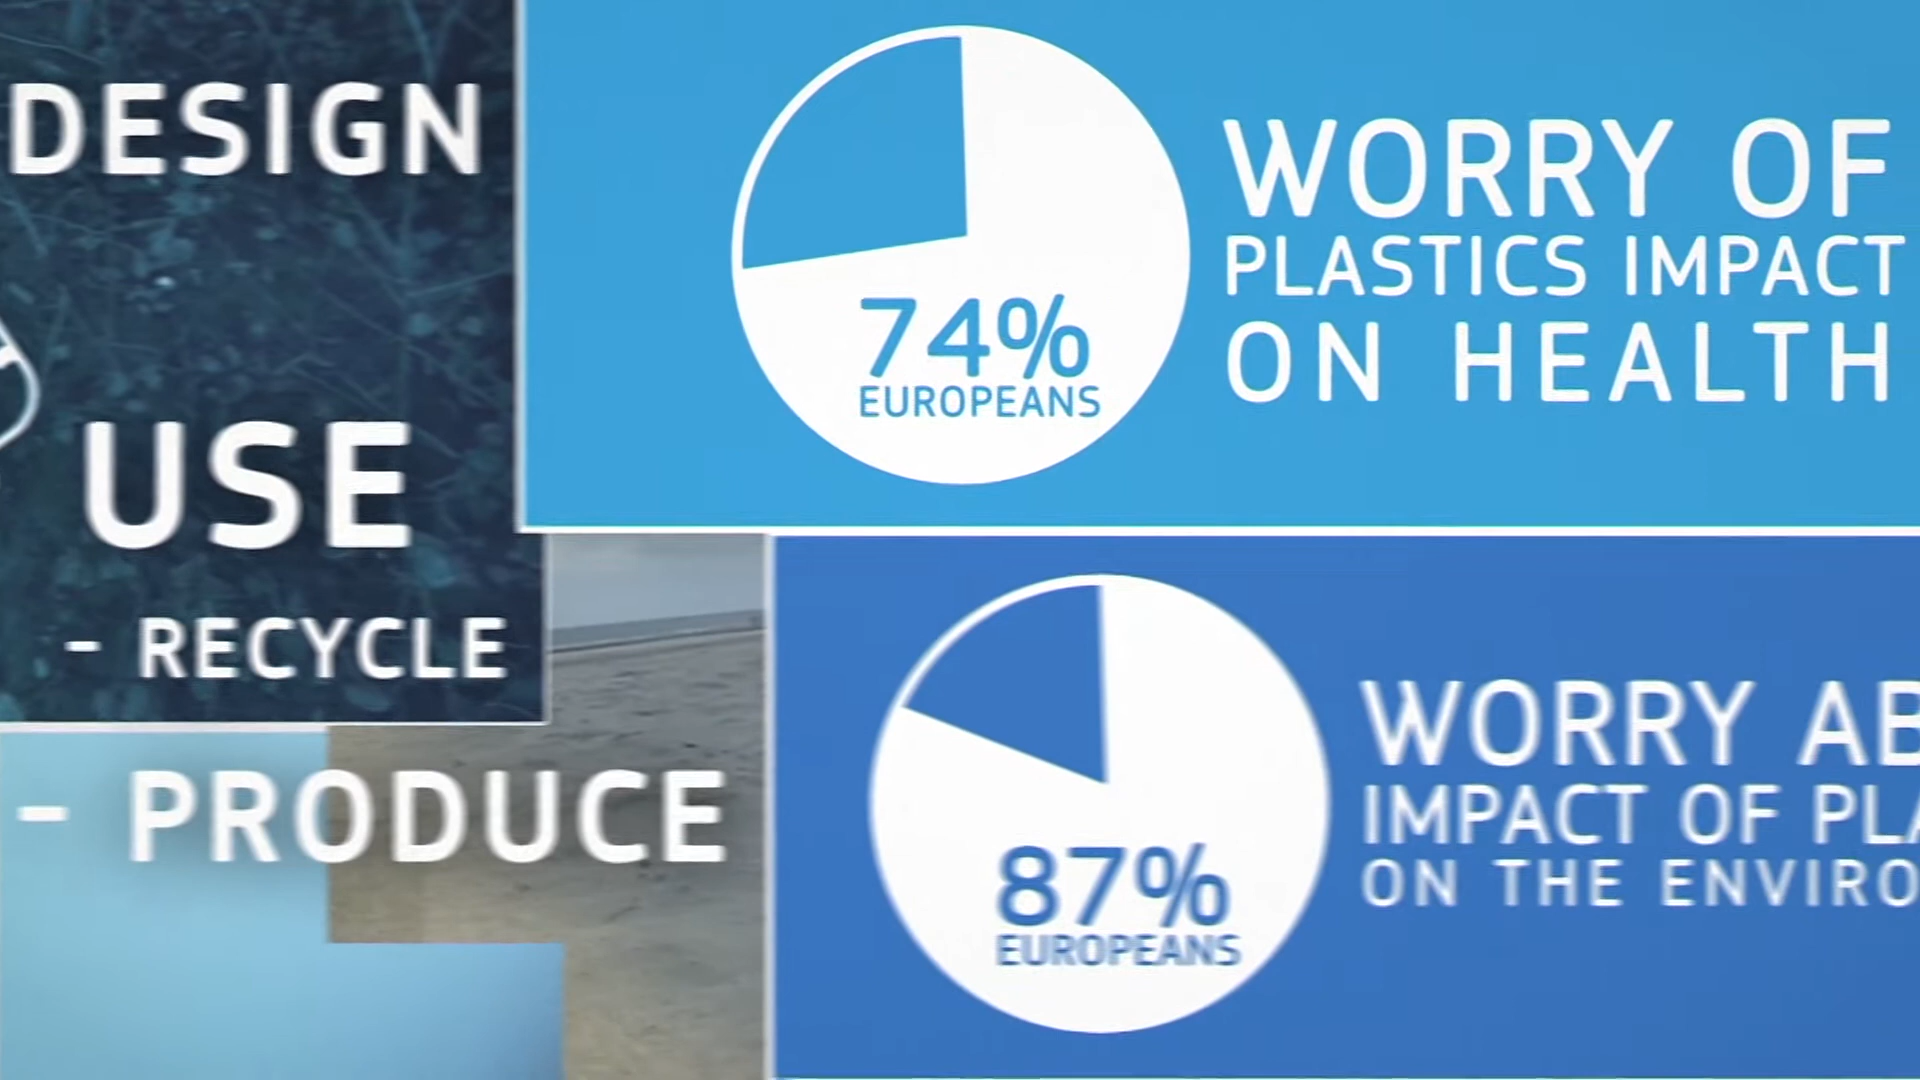 DESIGN
USE
- RECYCLE
- PRODUCE
74%
EUROPEANS
WORRY OF
PLASTICS IMPACT
ON HEALTH
87%
EUROPEANS
WORRY AB
IMPACT OF PLA
ON THE ENVIRO